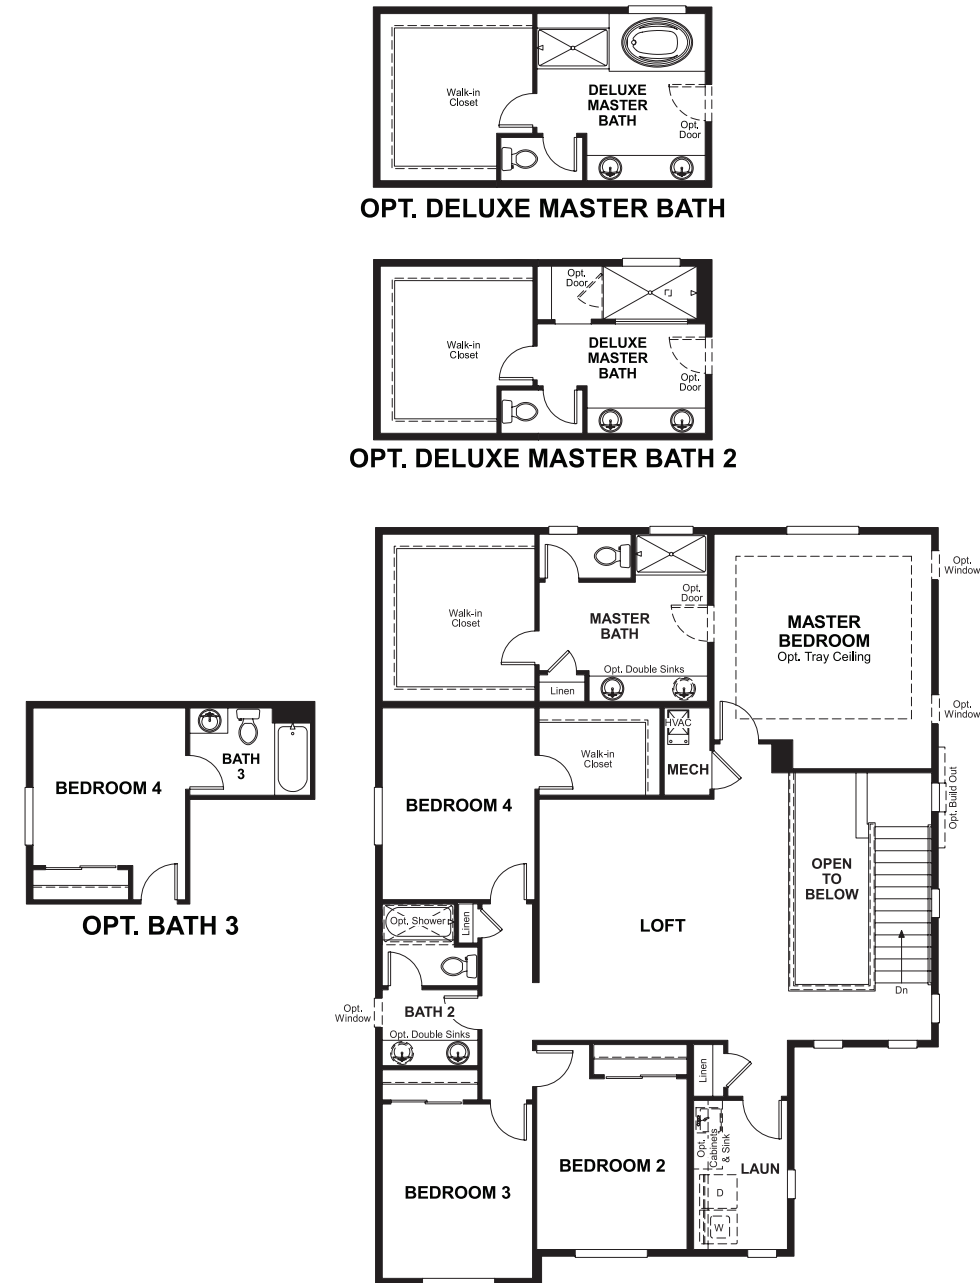 Walk-in
Closet
DELUXE
MASTER
BATH
Opt.
Door
OPT. DELUXE MASTER BATH
Opt.
Door
Walk-in
Closet
DELUXE
MASTER
BATH
Opt.
Door
OPT. DELUXE MASTER BATH 2
Opt.
Window
Walk-in
Closet
Opt.
Door
MASTER
BATH
MASTER
BEDROOM
Opt. Tray Ceiling
Opt. Double Sinks
Linen
Opt.
Window
HVAC
MECH
Walk-in
Closet
BATH
3
BEDROOM 4
OPT. BATH 3
BEDROOM 4
Opt. Build Out
OPEN
TO
BELOW
Opt. Shower
Linen
LOFT
Dn
Opt.
Window
BATH 2
Opt. Double Sinks
Linen
Opt.
Cabinets
& Sink
LAUN
BEDROOM 2
BEDROOM 3
D
W